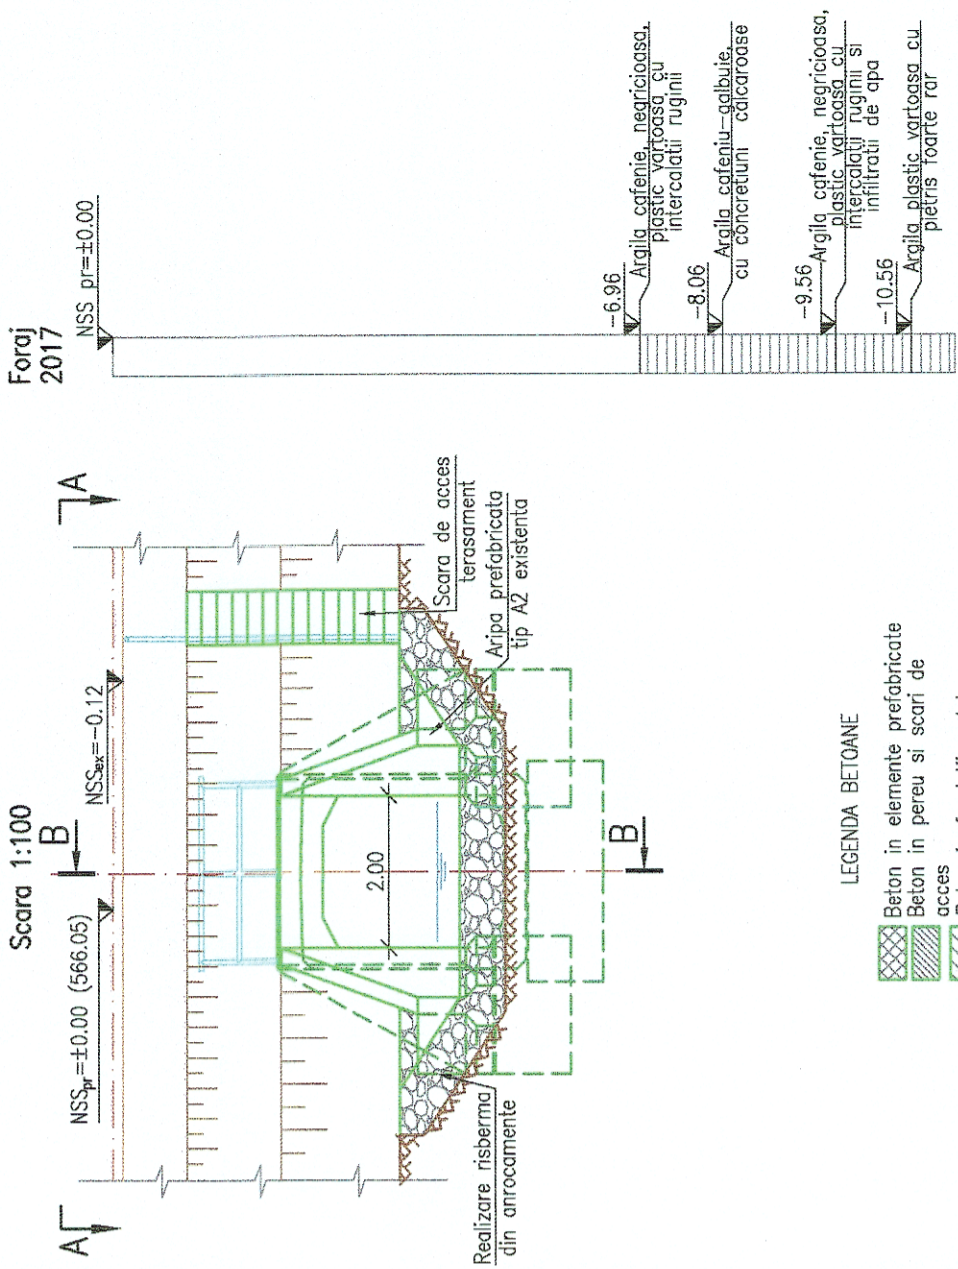 Scara 1:100
NSSpr=±0.00 (566.05)
NSSex=-0.12
B
A
A
2.00
Scara de acces
terasament
Aripa prefabricata
tip A2 existenta
Realizare risberma
din anrocamente
B
Foraj
2017
NSS pr=±0.00
-6.96
Argila cafenie, negricioasa,
plastic vartoasa cu
intercalatii ruginii
-8.06
Argila cafeniu-galbuie,
cu concretiuni calcaroase
-9.56
Argila cafenie, negricioasa,
plastic vartoasa cu
intercalatii ruginii si
infiltratii de apa
-10.56
Argila plastic vartoasa cu
pietris foarte rar
LEGENDA BETOANE
Beton in elemente prefabricate
Beton in pereu si scari de
acces